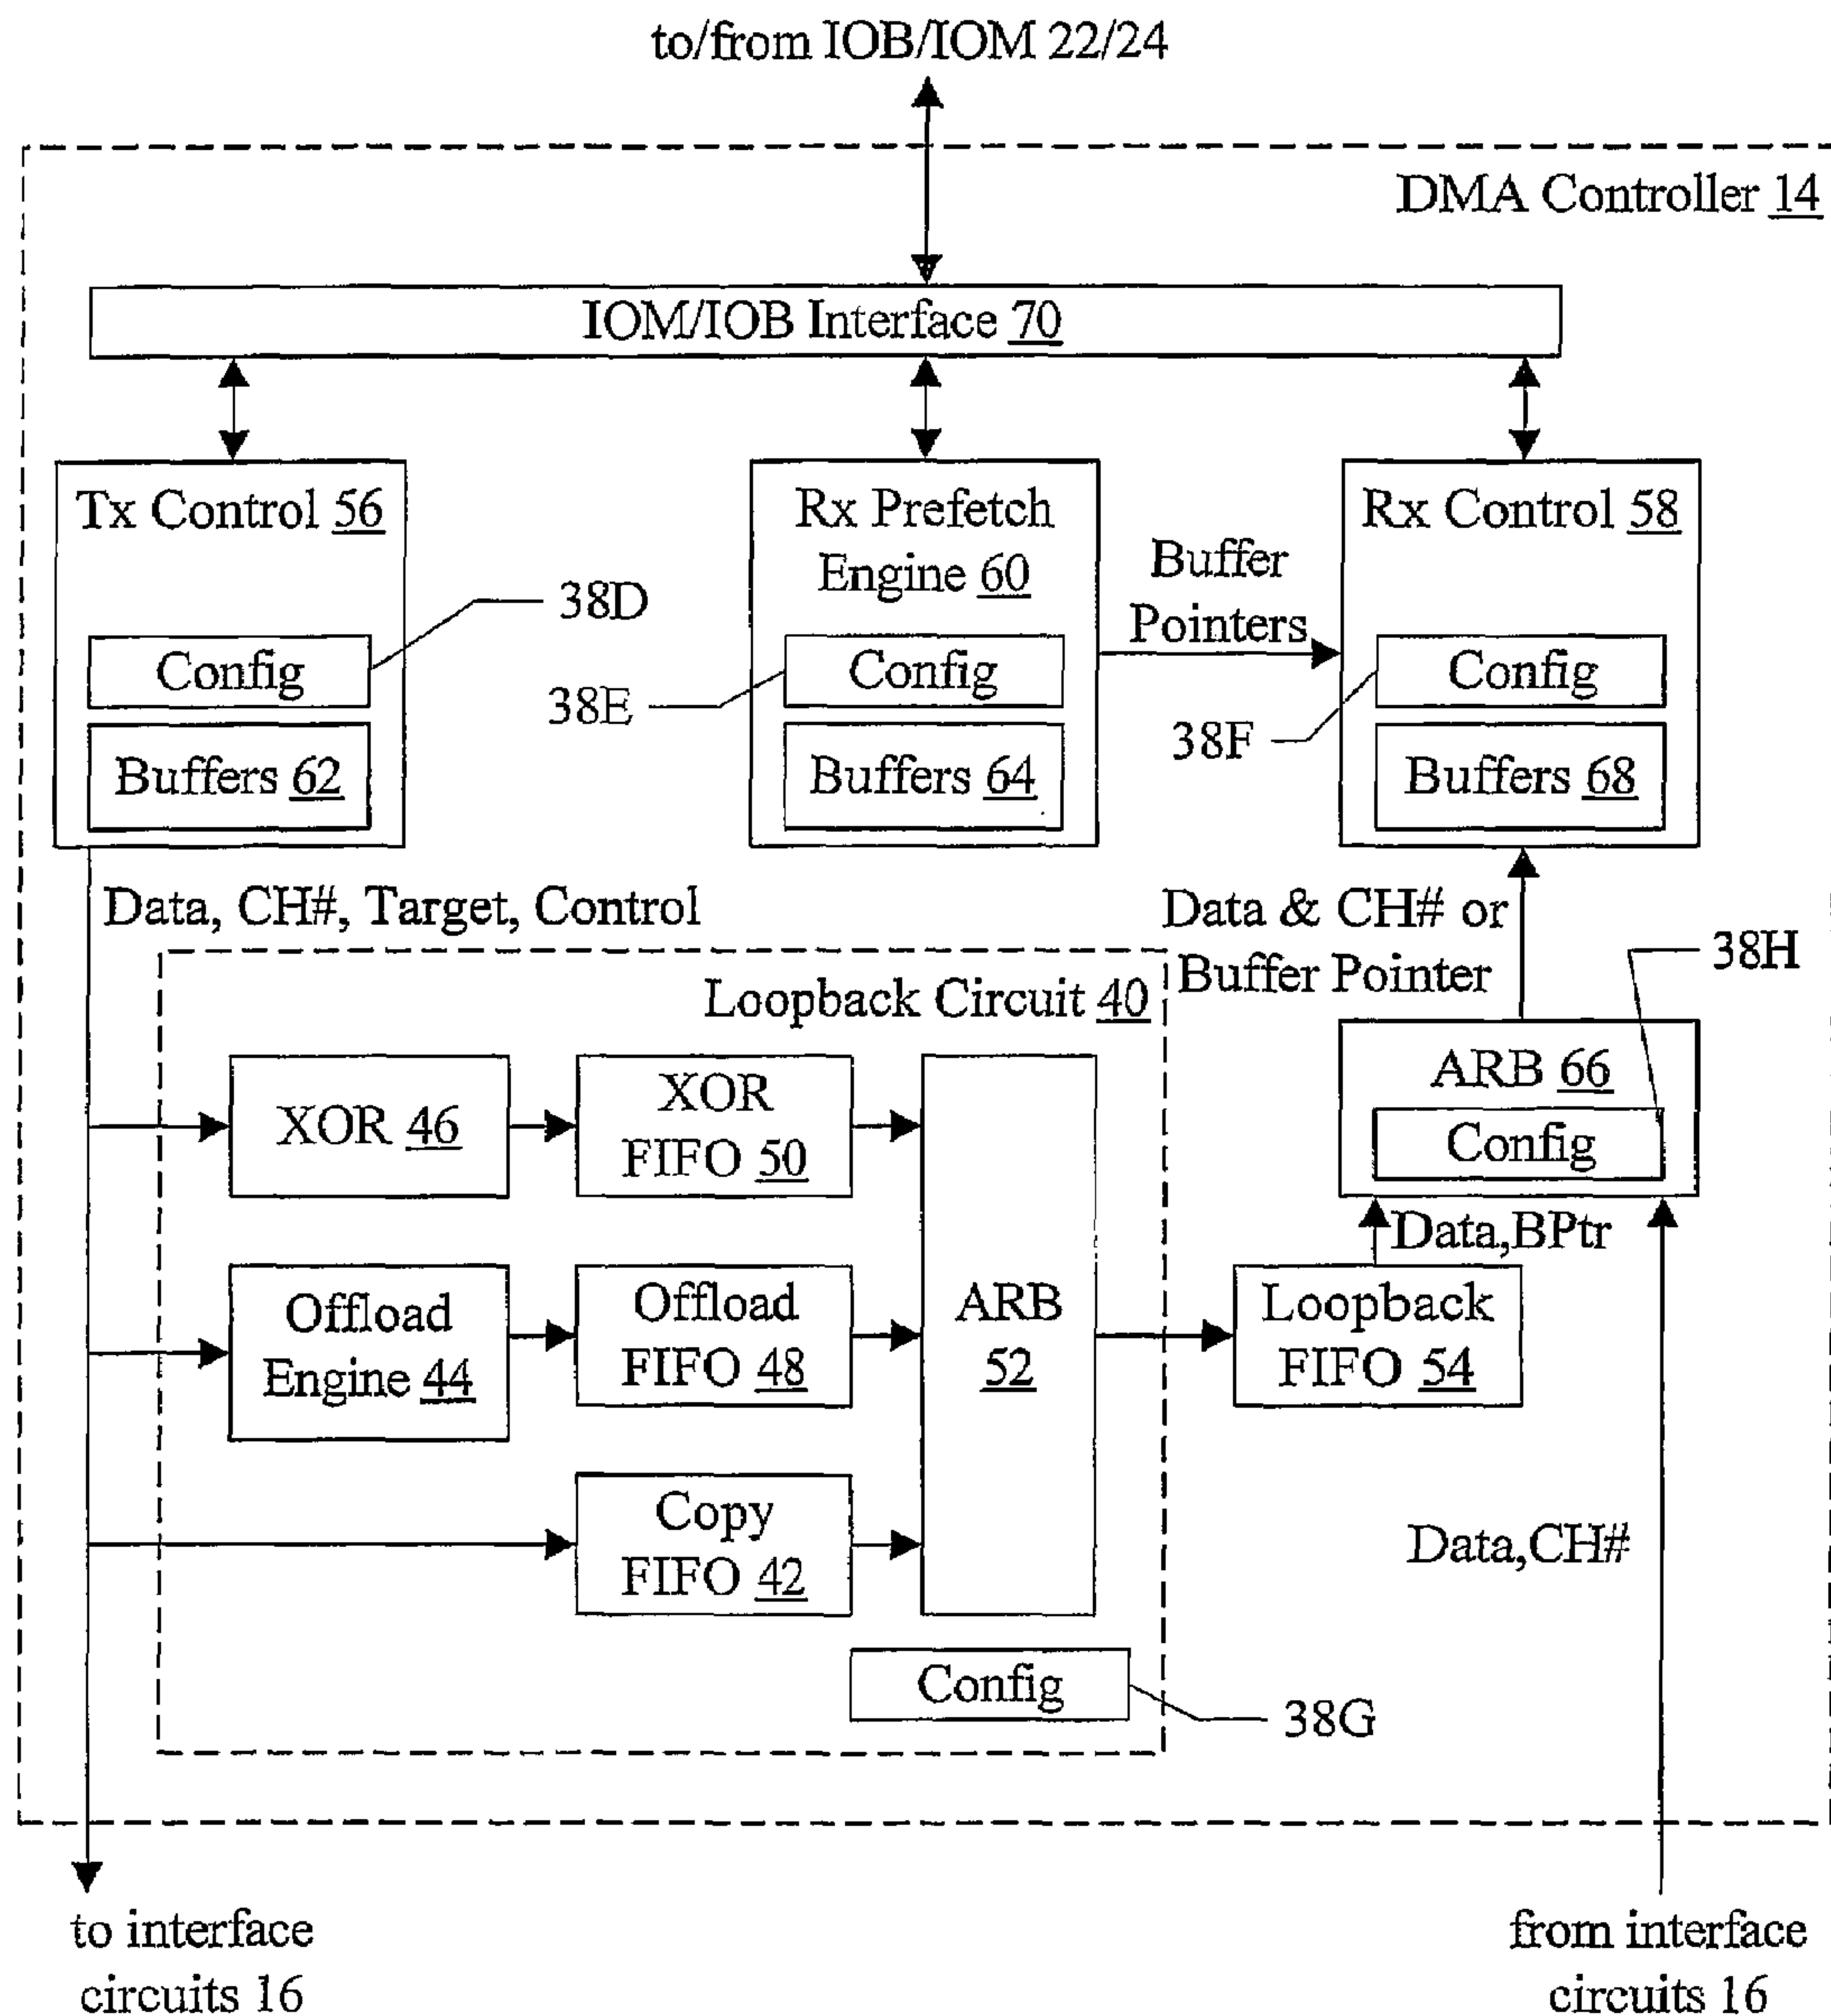 to/from IOB/IOM 22/24
DMA Controller 14
IOM/IOB Interface 70
Tx Control 56
Config
Buffers 62
38D
Rx Prefetch
Engine 60
Config
Buffers 64
38E
Buffer
Pointers
Rx Control 58
Config
Buffers 68
38F
Data, CH#, Target, Control
Data & CH# or
Buffer Pointer
38H
Loopback Circuit 40
XOR 46
XOR
FIFO 50
ARB 66
Config
Offload
Engine 44
Offload
FIFO 48
ARB
52
Data,BPtr
Loopback
FIFO 54
Copy
FIFO 42
Data,CH#
Config
38G
to interface
circuits 16
from interface
circuits 16